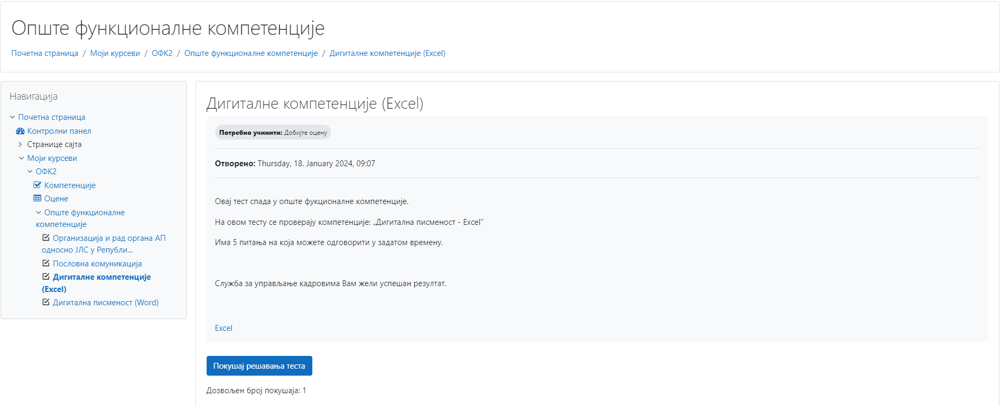 Опште функционалне компетенције
Почетна страница / Моји курсеви / ОФК2 / Опште функционалне компетенције / Дигиталне компетенције (Excel)
Навигација
Почетна страница
Контролни панел
Странице сајта
Моји курсеви
ОФК2
Компетенције
Оцене
Опште функционалне
компетенције
Организација и рад органа АП
односно ЈЛС у Републи...
Пословна комуникација
Дигиталне компетенције
(Excel)
Дигитална писменост (Word)
Дигиталне компетенције (Excel)
Потребно учинити: Добијте оцену
Отворено: Thursday, 18. January 2024, 09:07
Овај тест спада у опште фукционалне компетенције.
На овом тесту се проверају компетенције: „Дигитална писменост - Excel”
Има 5 питања на која можете одговорити у задатом времену.
Служба за управљање кадровима Вам жели успешан резултат.
Excel
Покушај решавања теста
Дозвољен број покушаја: 1